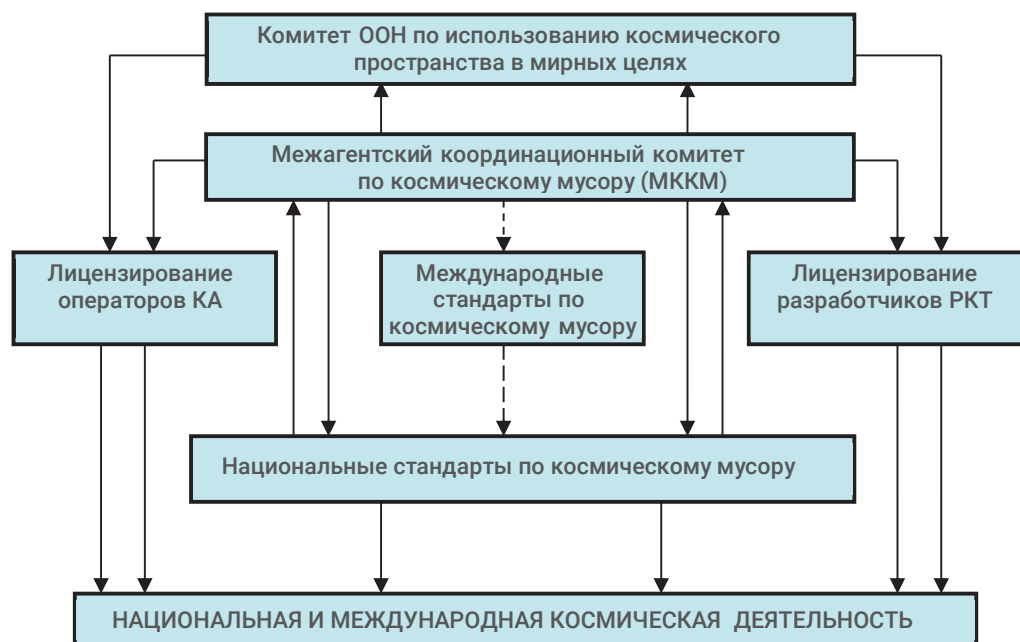 Комитет ООН по использованию космического
пространства в мирных целях
Межагентский координационный комитет
по космическому мусору (МККМ)
Лицензирование
операторов КА
Международные
стандарты по
космическому мусору
Лицензирование
разработчиков РКТ
Национальные стандарты по космическому мусору
НАЦИОНАЛЬНАЯ И МЕЖДУНАРОДНАЯ КОСМИЧЕСКАЯ ДЕЯТЕЛЬНОСТЬ